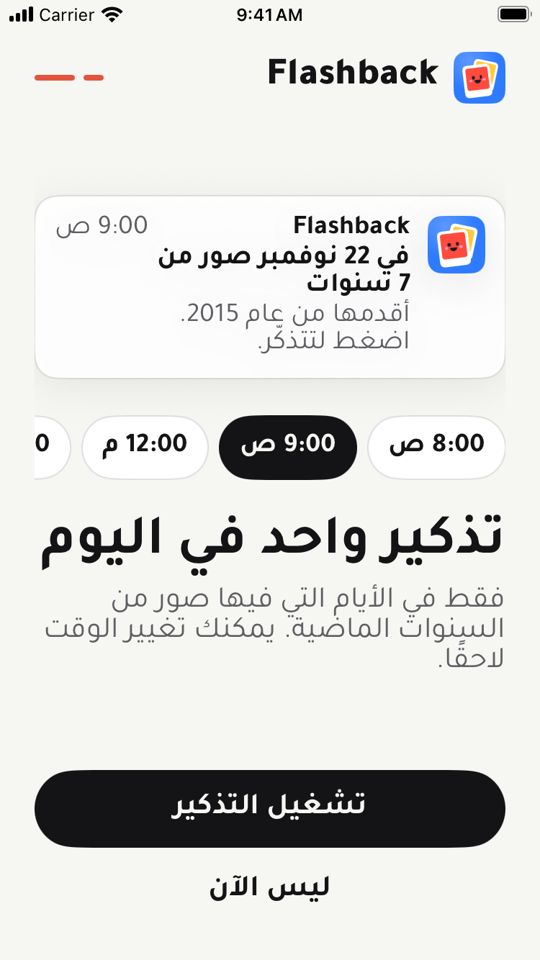 Carrier 9:41 AM
Flashback
Flashback 9:00 ص
في 22 نوفمبر صور من
7 سنوات
أقدمها من عام 2015.
اضغط لتتذكّر.
8:00 ص 9:00 ص 12:00 م 0
تذكير واحد في اليوم
فقط في الأيام التي فيها صور من
السنوات الماضية. يمكنك تغيير الوقت
لاحقًا.
تشغيل التذكير
ليس الآن